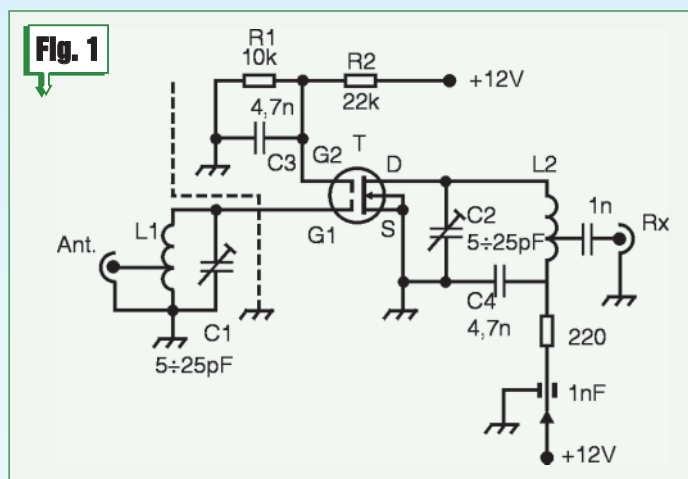 Fig. 1
R1
10k
R2
+12V
4,7n
22k
C3
G2
T
D
L2
L1
G1
S
C2
1n
Rx
Ant.
5÷25pF
C1
C4
5÷25pF
4,7n
220
1nF
+12V